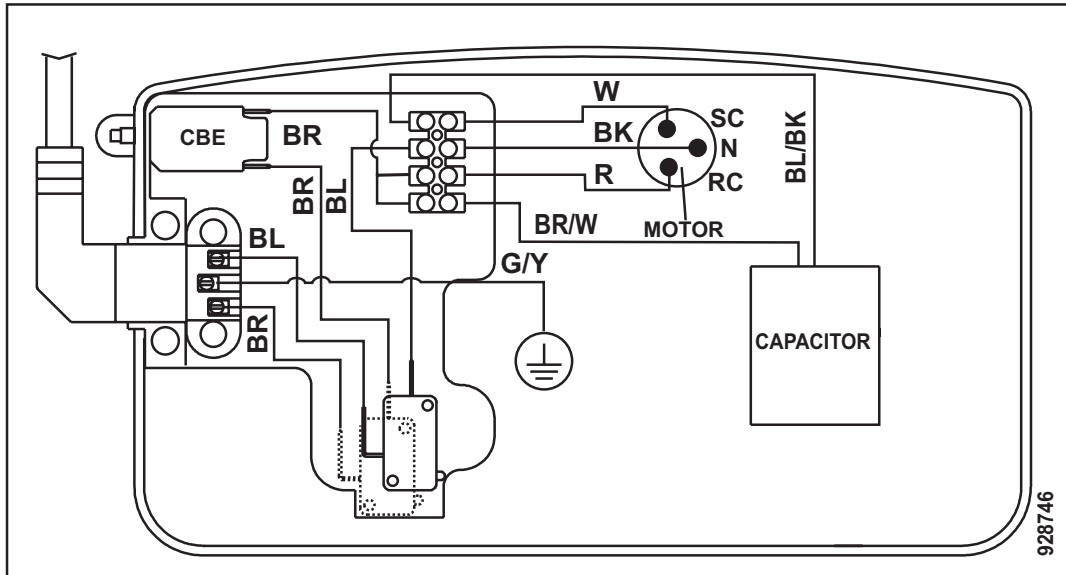 W
SC
CBE
BR
BK
N
BL/BK
R
RC
BR
BL
BR/W
MOTOR
BL
G/Y
BR
CAPACITOR
928746